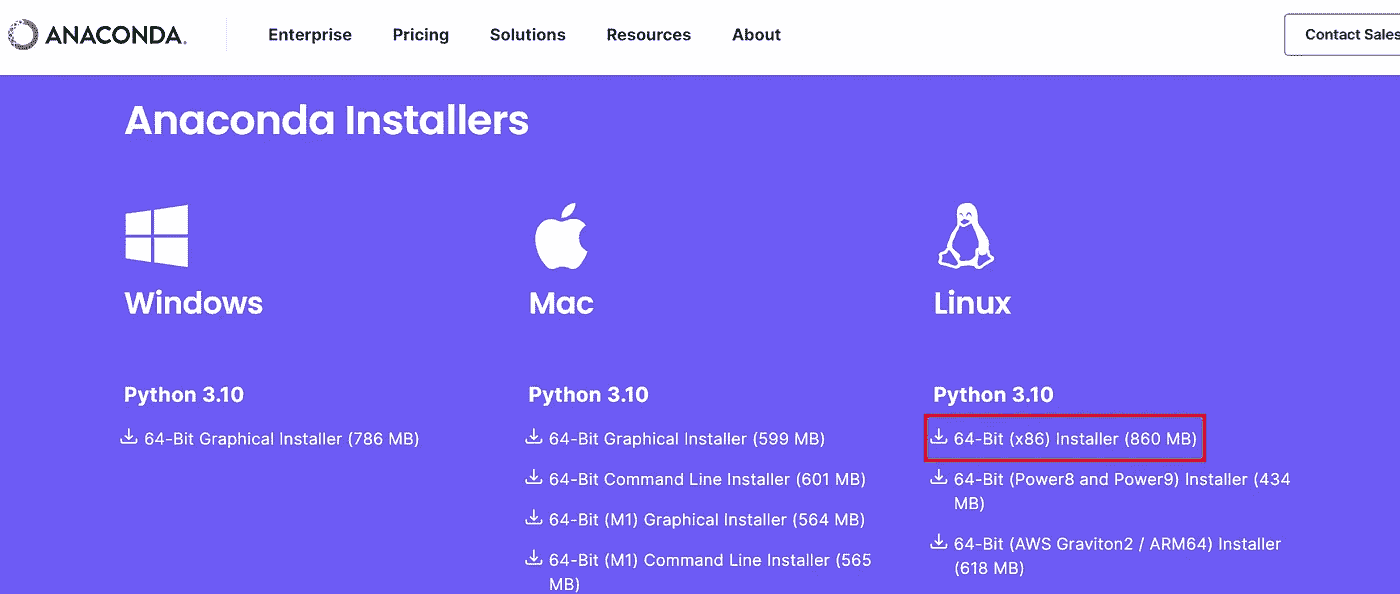 ANACONDA.
Enterprise
Pricing
Solutions
Resources
About
Contact Sales
Anaconda Installers
Windows
Python 3.10
64-Bit Graphical Installer (786 MB)
Mac
Python 3.10
64-Bit Graphical Installer (599 MB)
64-Bit Command Line Installer (601 MB)
64-Bit (M1) Graphical Installer (564 MB)
64-Bit (M1) Command Line Installer (565
MB)
Linux
Python 3.10
64-Bit (x86) Installer (860 MB)
64-Bit (Power8 and Power9) Installer (434
MB)
64-Bit (AWS Graviton2 / ARM64) Installer
(618 MB)